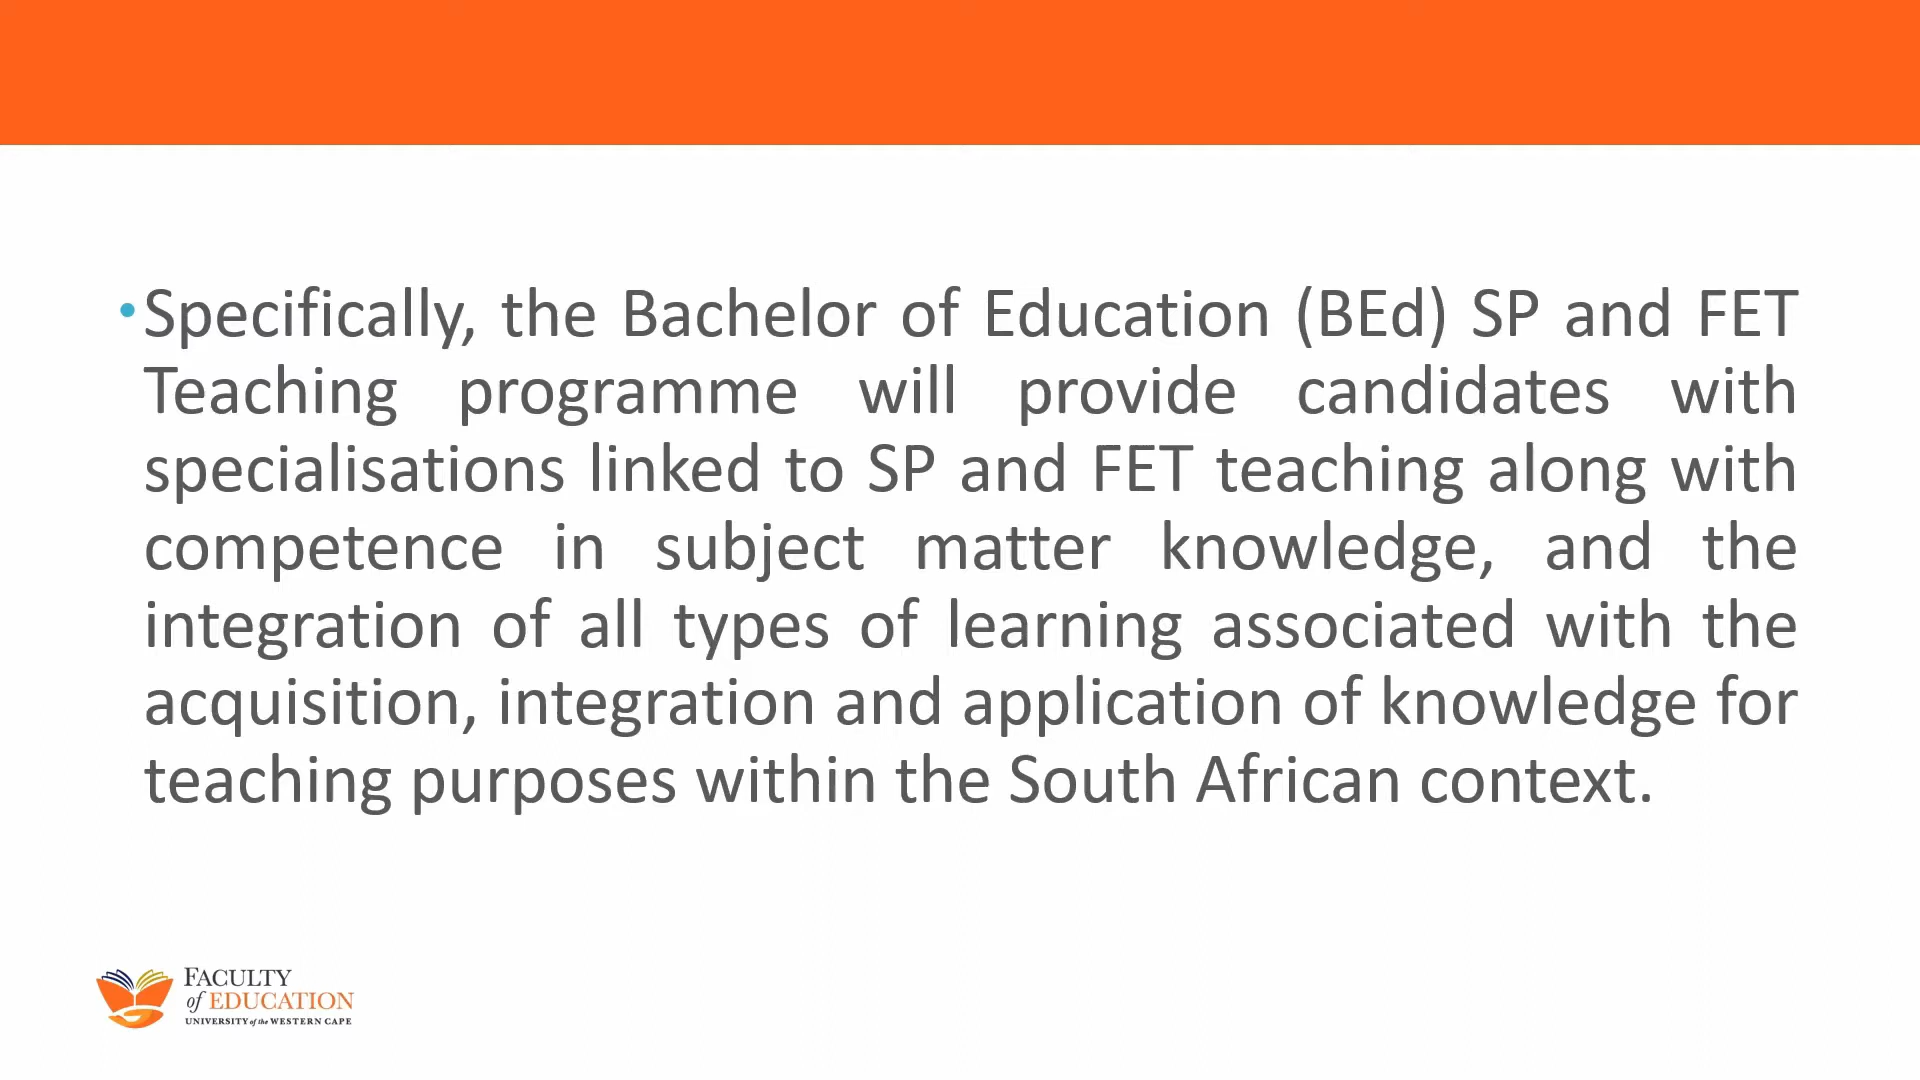 •Specifically, the Bachelor of Education (BEd) SP and FET
Teaching programme will provide candidates with
specialisations linked to SP and FET teaching along with
competence in subject matter knowledge, and the
integration of all types of learning associated with the
acquisition, integration and application of knowledge for
teaching purposes within the South African context.
FACULTY
of EDUCATION
UNIVERSITY of the WESTERN CAPE